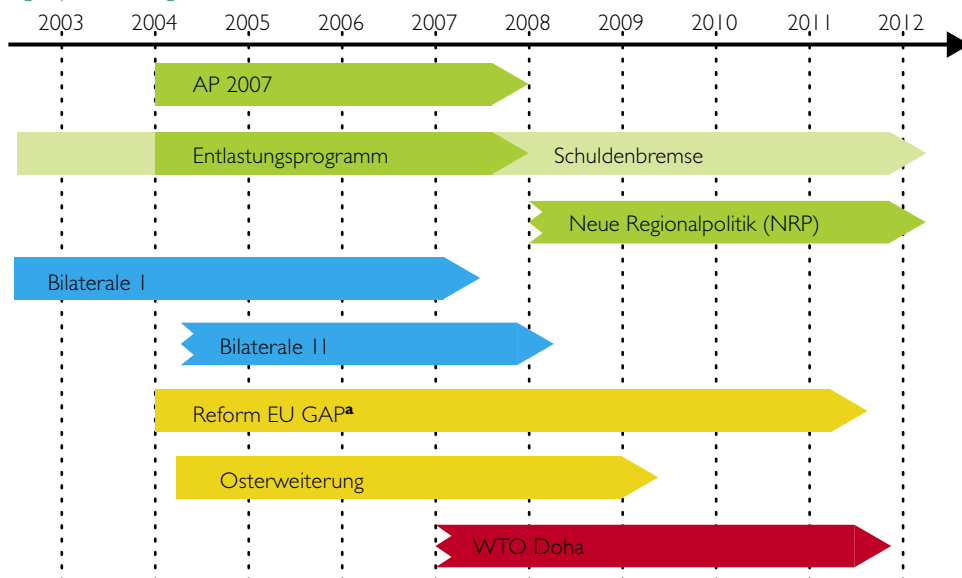 2003 2004 2005 2006 2007 2008 2009 2010 2011 2012
AP 2007
Entlastungsprogramm Schuldenbremse
Neue Regionalpolitik (NRP)
Bilaterale I
Bilaterale II
Reform EU GAPa
Osterweiterung
WTO Doha